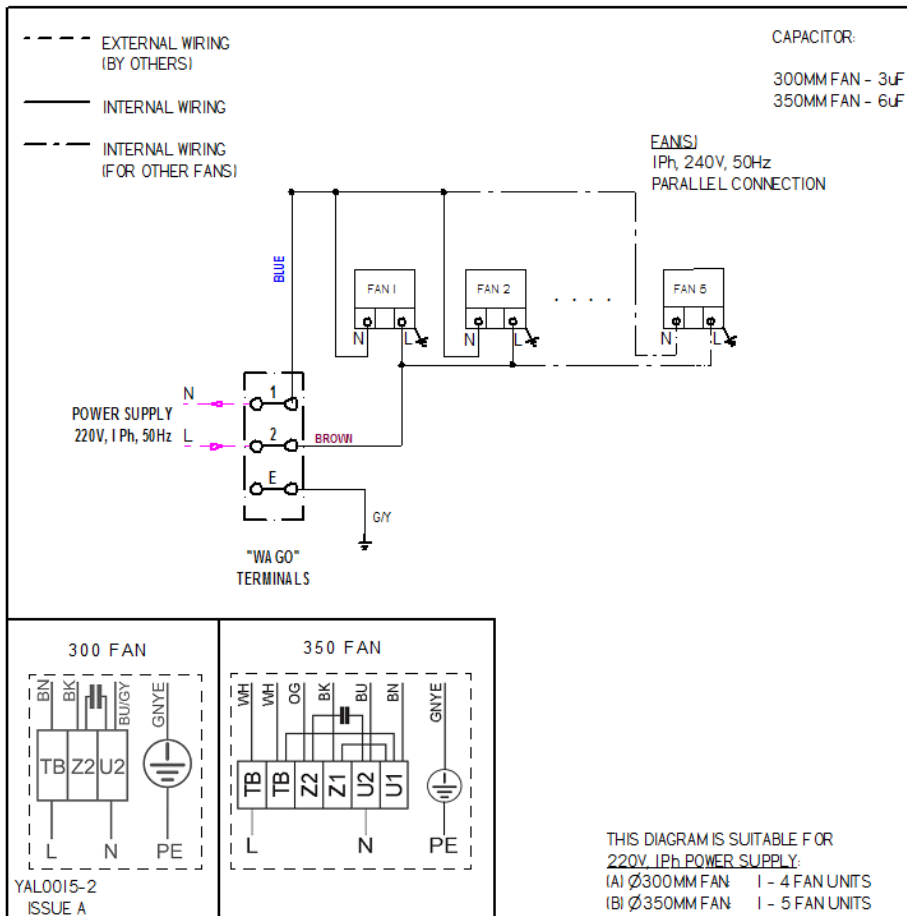 EXTERNAL WIRING
(BY OTHERS)
INTERNAL WIRING
INTERNAL WIRING
(FOR OTHER FANS)
CAPACITOR:
300MM FAN - 3uF
350MM FAN - 6uF
FAN(S)
1Ph, 240V, 50Hz
PARALLEL CONNECTION
BLUE
FAN 1
FAN 2
. . . .
FAN 5
N L
N L
N L
N
POWER SUPPLY
220V, 1 Ph, 50Hz L
1
2
E
BROWN
G/Y
"WAGO"
TERMINALS
300 FAN
BN BK BU/GY GNYE
TB Z2 U2
L N PE
YAL0015-2
ISSUE A
350 FAN
WH WH OG BK BU BN GNYE
TB TB Z2 Z1 U2 U1
L N PE
THIS DIAGRAM IS SUITABLE FOR
220V, 1Ph POWER SUPPLY:
(A) Ø300MM FAN: 1 - 4 FAN UNITS
(B) Ø350MM FAN: 1 - 5 FAN UNITS